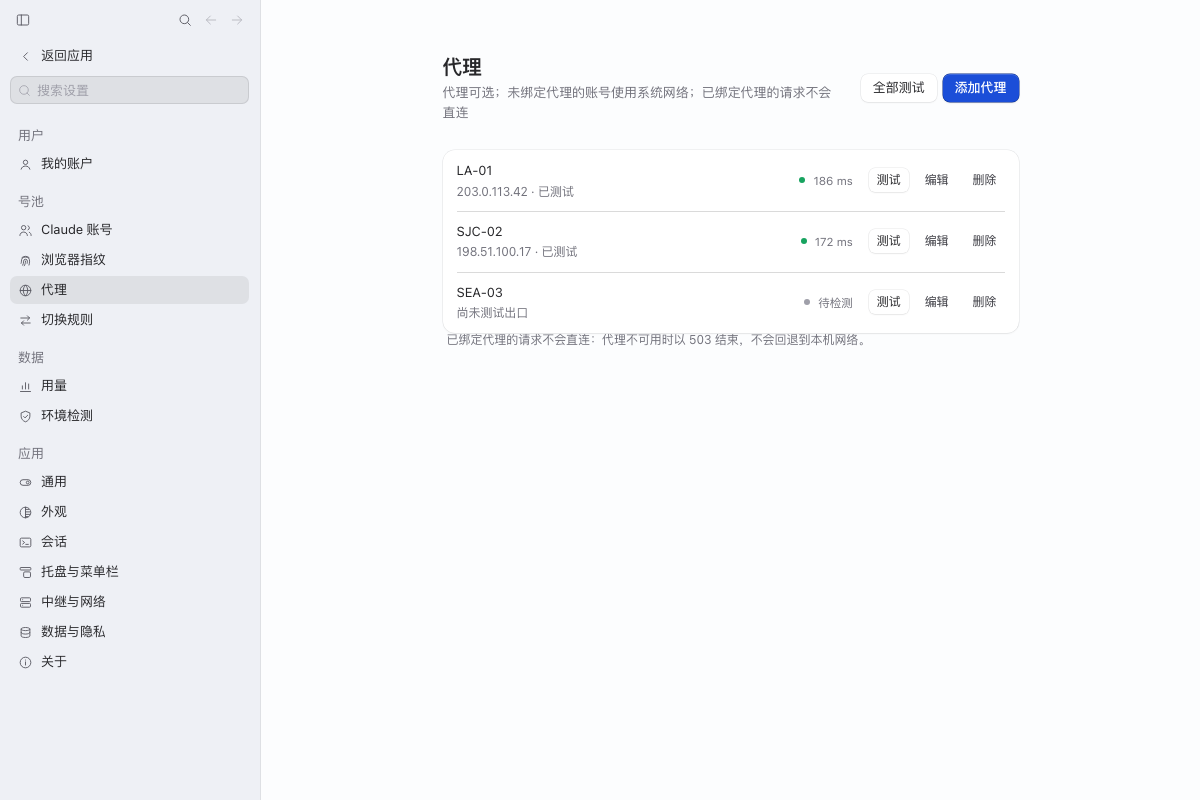 返回应用
搜索设置
用户
我的账户
号池
Claude 账号
浏览器指纹
代理
切换规则
数据
用量
环境检测
应用
通用
外观
会话
托盘与菜单栏
中继与网络
数据与隐私
关于
代理
代理可选；未绑定代理的账号使用系统网络；已绑定代理的请求不会
直连
全部测试
添加代理
LA-01
203.0.113.42 · 已测试
186 ms
测试
编辑
删除
SJC-02
198.51.100.17 · 已测试
172 ms
测试
编辑
删除
SEA-03
尚未测试出口
待检测
测试
编辑
删除
已绑定代理的请求不会直连：代理不可用时以 503 结束，不会回退到本机网络。